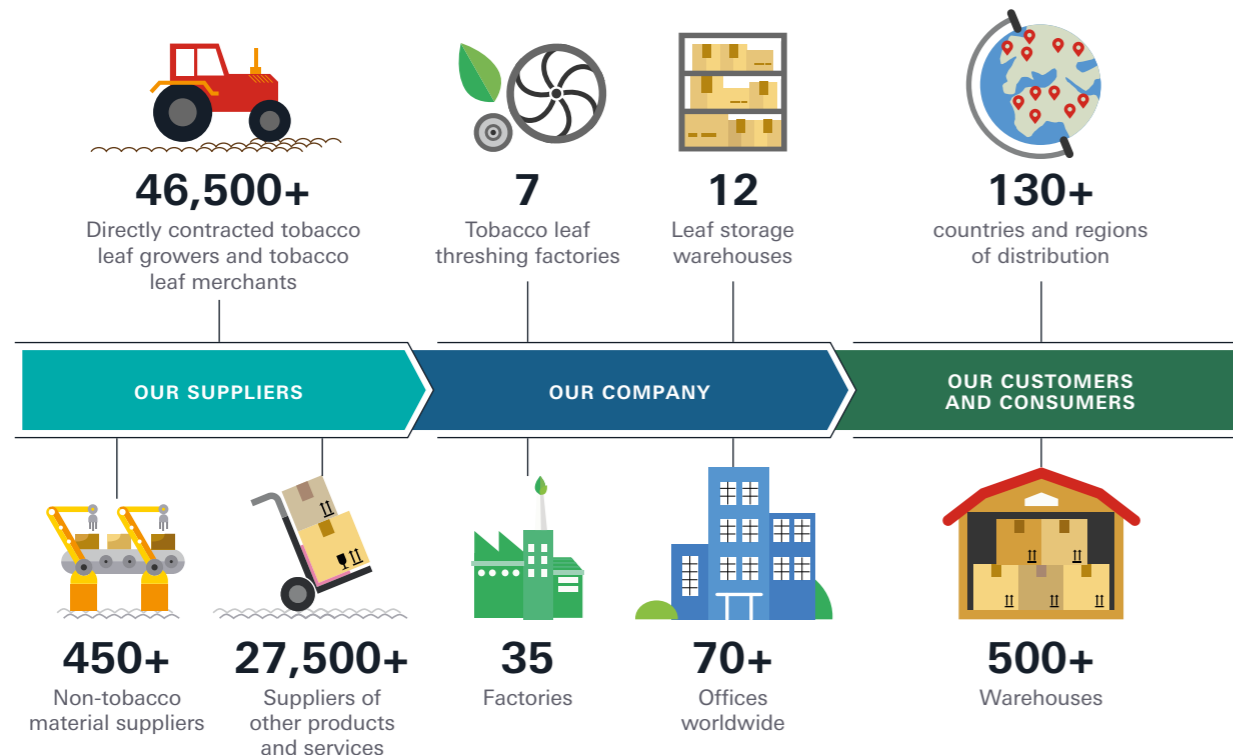 46,500+
Directly contracted tobacco
leaf growers and tobacco
leaf merchants
7
Tobacco leaf
threshing factories
12
Leaf storage
warehouses
130+
countries and regions
of distribution
OUR SUPPLIERS
OUR COMPANY
OUR CUSTOMERS
AND CONSUMERS
450+
Non-tobacco
material suppliers
27,500+
Suppliers of
other products
and services
35
Factories
70+
Offices
worldwide
500+
Warehouses